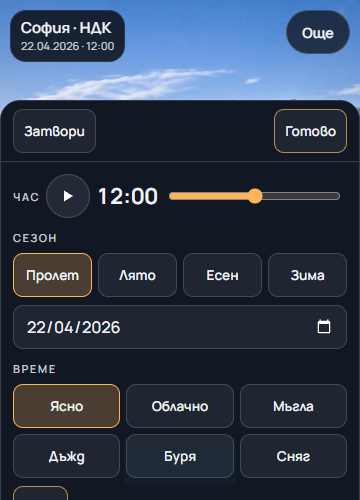 София · НДК
22.04.2026 · 12:00
Още
Затвори
Готово
ЧАС
12:00
СЕЗОН
Пролет
Лято
Есен
Зима
22/04/2026
ВРЕМЕ
Ясно
Облачно
Мъгла
Дъжд
Буря
Сняг